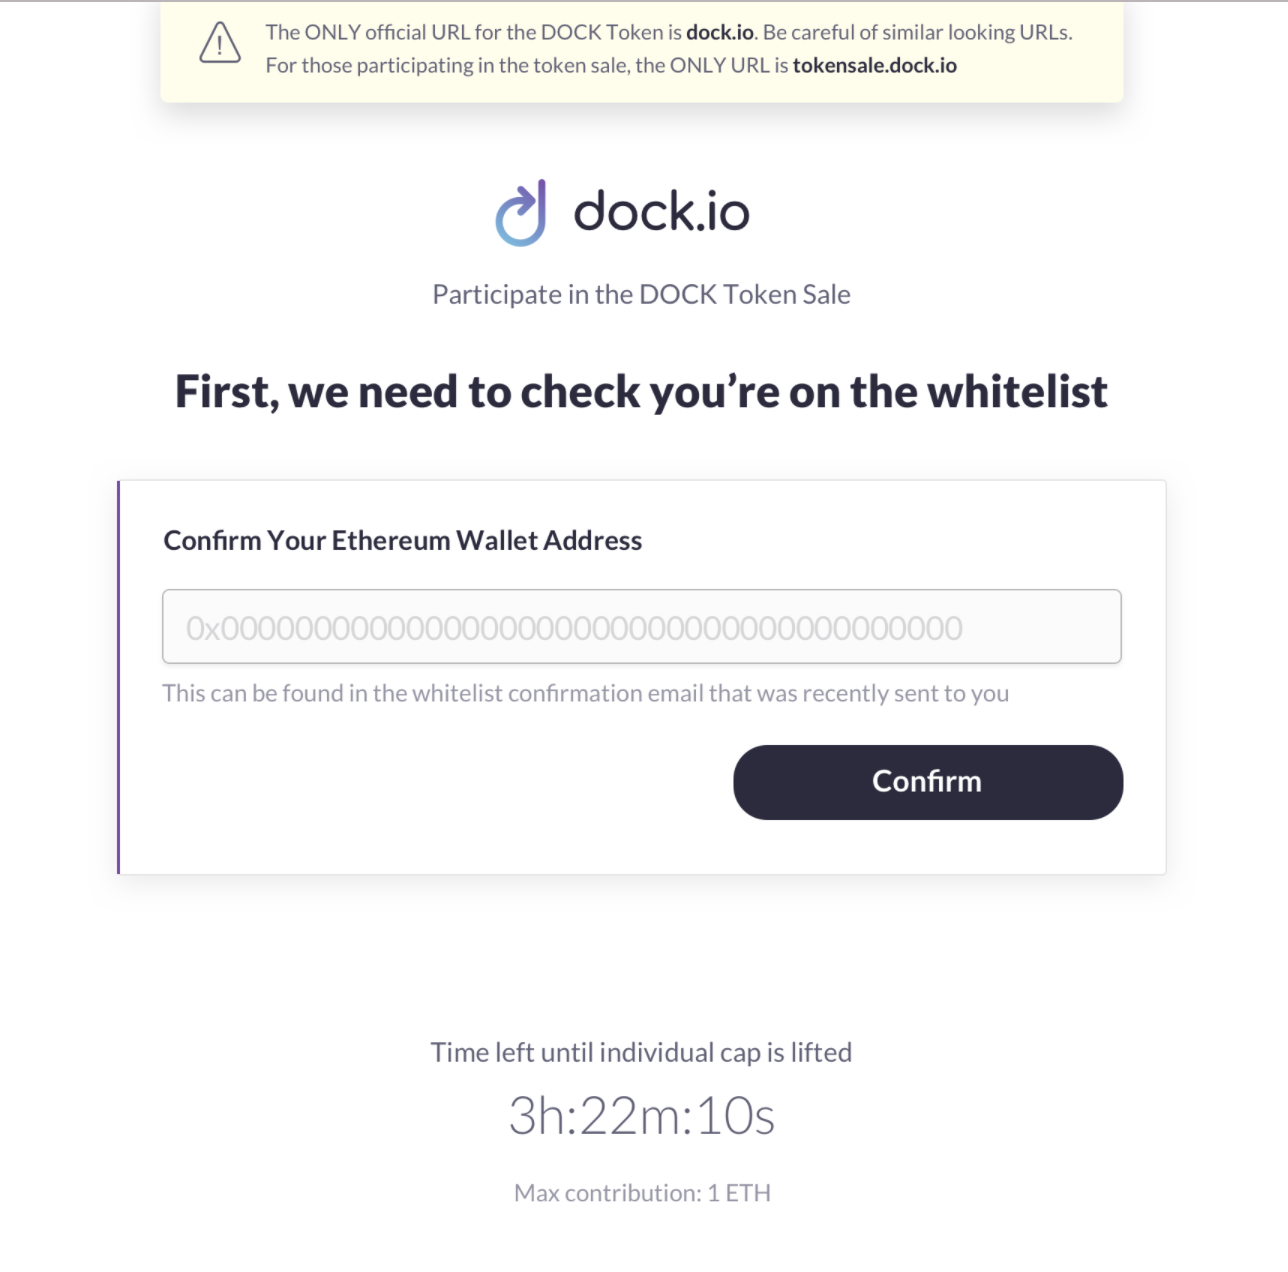 The ONLY official URL for the DOCK Token is dock.io. Be careful of similar looking URLs.
For those participating in the token sale, the ONLY URL is tokensale.dock.io
dock.io
Participate in the DOCK Token Sale
First, we need to check you’re on the whitelist
Confirm Your Ethereum Wallet Address
0x0000000000000000000000000000000000000000
This can be found in the whitelist confirmation email that was recently sent to you
Confirm
Time left until individual cap is lifted
3h:22m:10s
Max contribution: 1 ETH